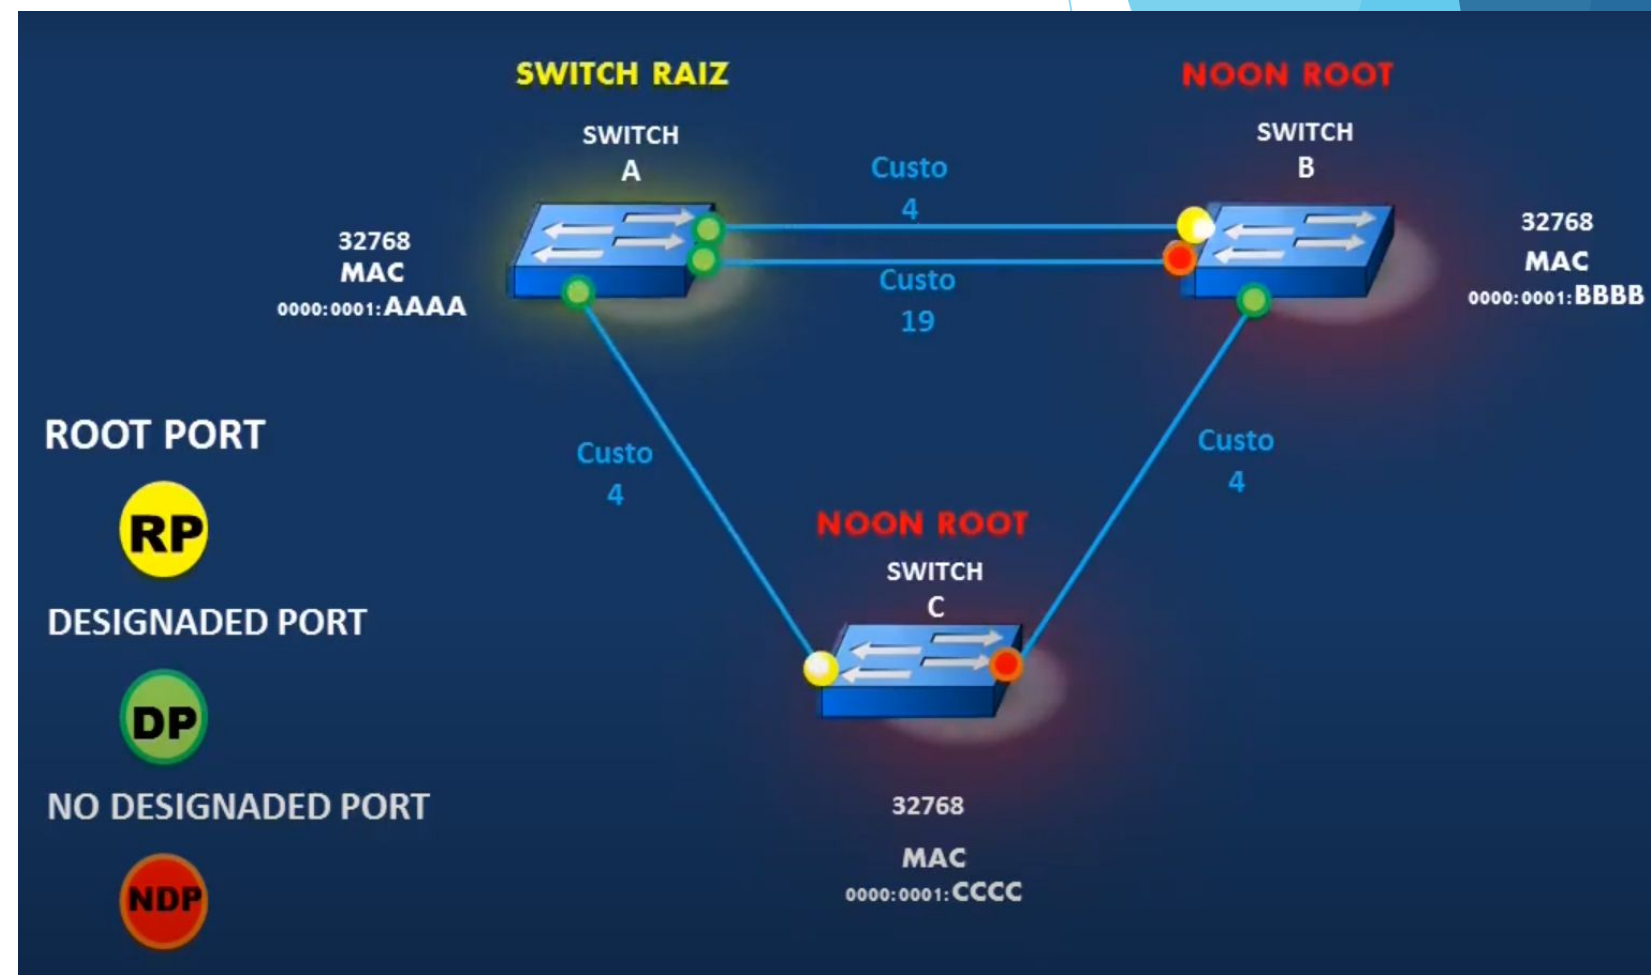 SWITCH RAIZ
NOON ROOT
SWITCH
A
SWITCH
B
Custo
4
32768
MAC
0000:0001:AAAA
32768
MAC
0000:0001:BBBB
Custo
19
ROOT PORT
RP
Custo
4
Custo
4
NOON ROOT
SWITCH
C
DESIGNADED PORT
DP
NO DESIGNADED PORT
NDP
32768
MAC
0000:0001:CCCC